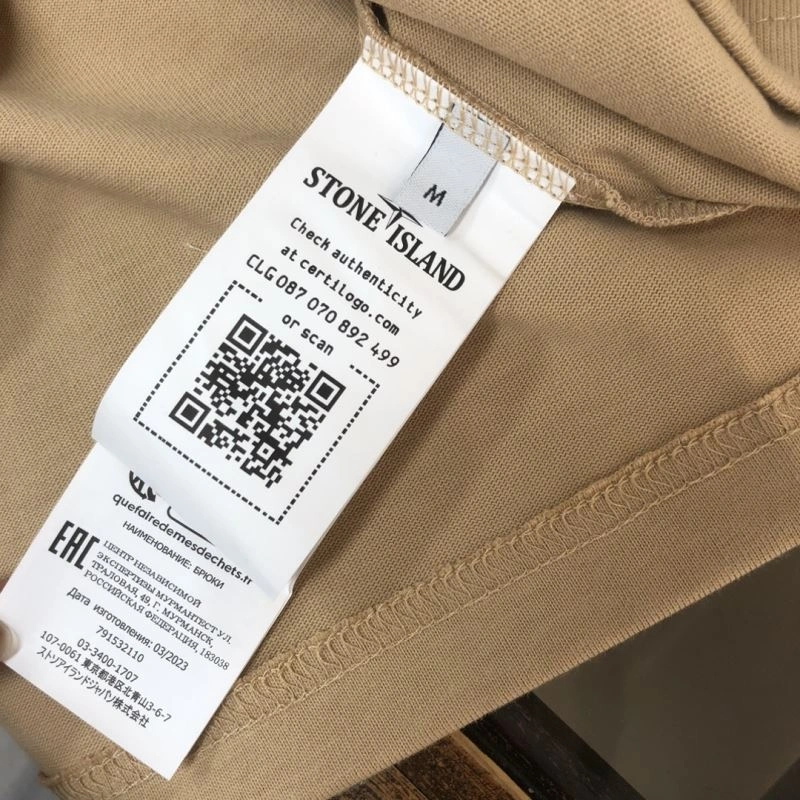 M
STONE ISLAND
Check authenticity
at certilogo.com
CLG 087 070 892 499
or scan
quefairedemesdechets.fr
НАИМЕНОВАНИЕ: БРЮКИ
EAC
ЦЕНТР НЕЗАВИСИМОЙ
ЭКСПЕРТИЗЫ МУРМАНТЕСТ УЛ.
ТРАЛОВАЯ, 49, Г. МУРМАНСК,
РОССИЙСКАЯ ФЕДЕРАЦИЯ, 183038
Дата изготовления: 03/2023
791532110
03-3400-1707
107-0061 東京都港区北青山3-6-7
ストソアイランドジャパン株式会社